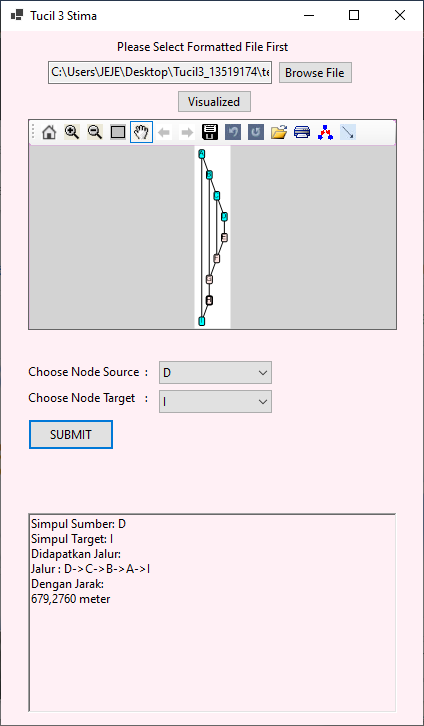 Tucil 3 Stima
Please Select Formatted File First
C:\Users\JEJE\Desktop\Tucil3_13519174\te
Browse File
Visualized
Choose Node Source :
D
Choose Node Target :
I
SUBMIT
Simpul Sumber: D
Simpul Target: I
Didapatkan Jalur:
Jalur : D->C->B->A->I
Dengan Jarak:
679,2760 meter